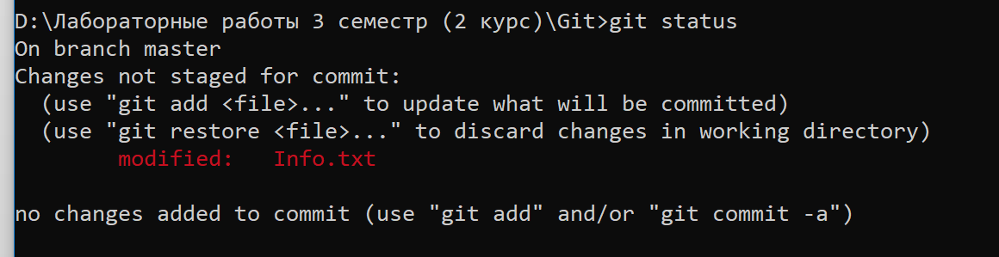 D:\Лабораторные работы 3 семестр (2 курс)\Git>git status
On branch master
Changes not staged for commit:
  (use "git add <file>..." to update what will be committed)
  (use "git restore <file>..." to discard changes in working directory)
        modified:   Info.txt

no changes added to commit (use "git add" and/or "git commit -a")